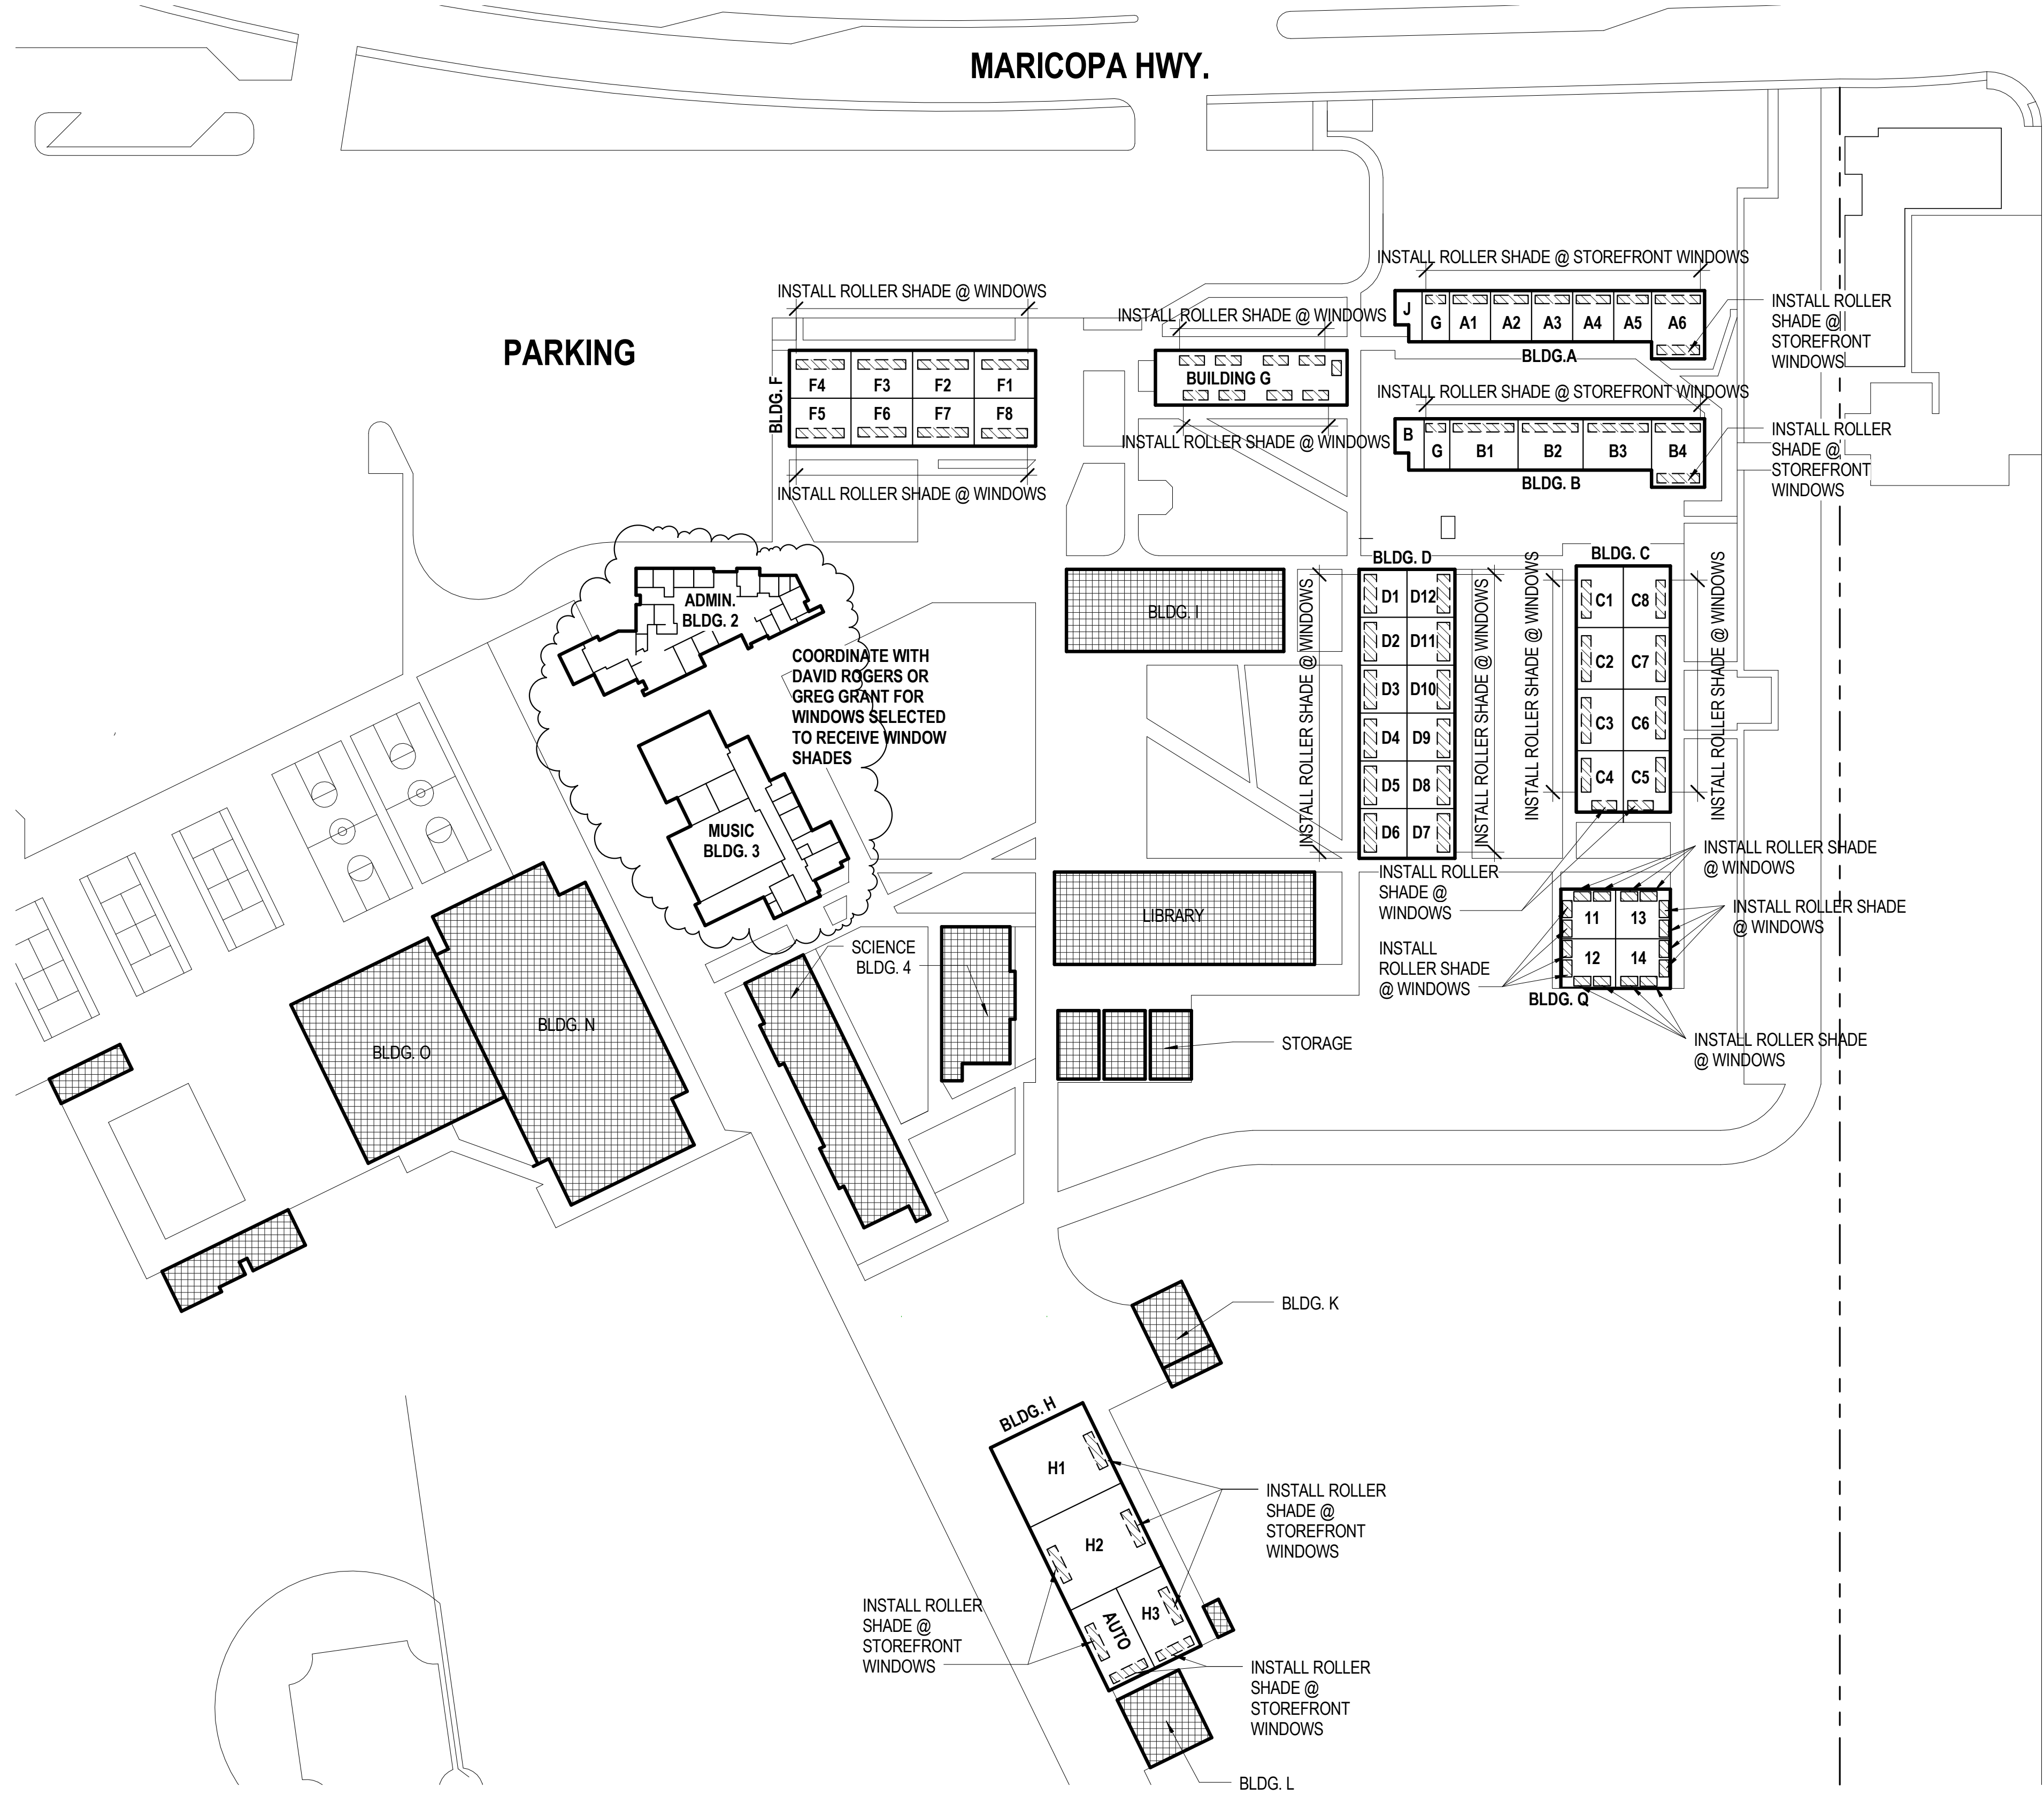 MARICOPA HWY.
INSTALL ROLLER SHADE @ STOREFRONT WINDOWS
INSTALL ROLLER SHADE @ WINDOWS
INSTALL ROLLER SHADE @ WINDOWS
J
G
A1
A2
A3
A4
A5
A6
BLDG.A
INSTALL ROLLER
SHADE @
STOREFRONT
WINDOWS
PARKING
BLDG. F
F4
F3
F2
F1
F5
F6
F7
F8
INSTALL ROLLER SHADE @ WINDOWS
BUILDING G
INSTALL ROLLER SHADE @ WINDOWS
INSTALL ROLLER SHADE @ STOREFRONT WINDOWS
B
G
B1
B2
B3
B4
BLDG. B
INSTALL ROLLER
SHADE @
STOREFRONT
WINDOWS
ADMIN.
BLDG. 2
COORDINATE WITH
DAVID ROGERS OR
GREG GRANT FOR
WINDOWS SELECTED
TO RECEIVE WINDOW
SHADES
MUSIC
BLDG. 3
BLDG. I
BLDG. D
INSTALL ROLLER SHADE @ WINDOWS
D1
D12
D2
D11
D3
D10
D4
D9
D5
D8
D6
D7
INSTALL ROLLER SHADE @ WINDOWS
BLDG. C
INSTALL ROLLER SHADE @ WINDOWS
C1
C8
C2
C7
C3
C6
C4
C5
INSTALL ROLLER SHADE @ WINDOWS
INSTALL ROLLER
SHADE @
WINDOWS
INSTALL ROLLER SHADE
@ WINDOWS
11
13
12
14
INSTALL ROLLER SHADE
@ WINDOWS
INSTALL
ROLLER SHADE
@ WINDOWS
BLDG. Q
INSTALL ROLLER SHADE
@ WINDOWS
LIBRARY
SCIENCE
BLDG. 4
STORAGE
BLDG. N
BLDG. O
BLDG. K
BLDG. H
H1
H2
H3
AUTO
INSTALL ROLLER
SHADE @
STOREFRONT
WINDOWS
INSTALL ROLLER
SHADE @
STOREFRONT
WINDOWS
INSTALL ROLLER
SHADE @
STOREFRONT
WINDOWS
BLDG. L